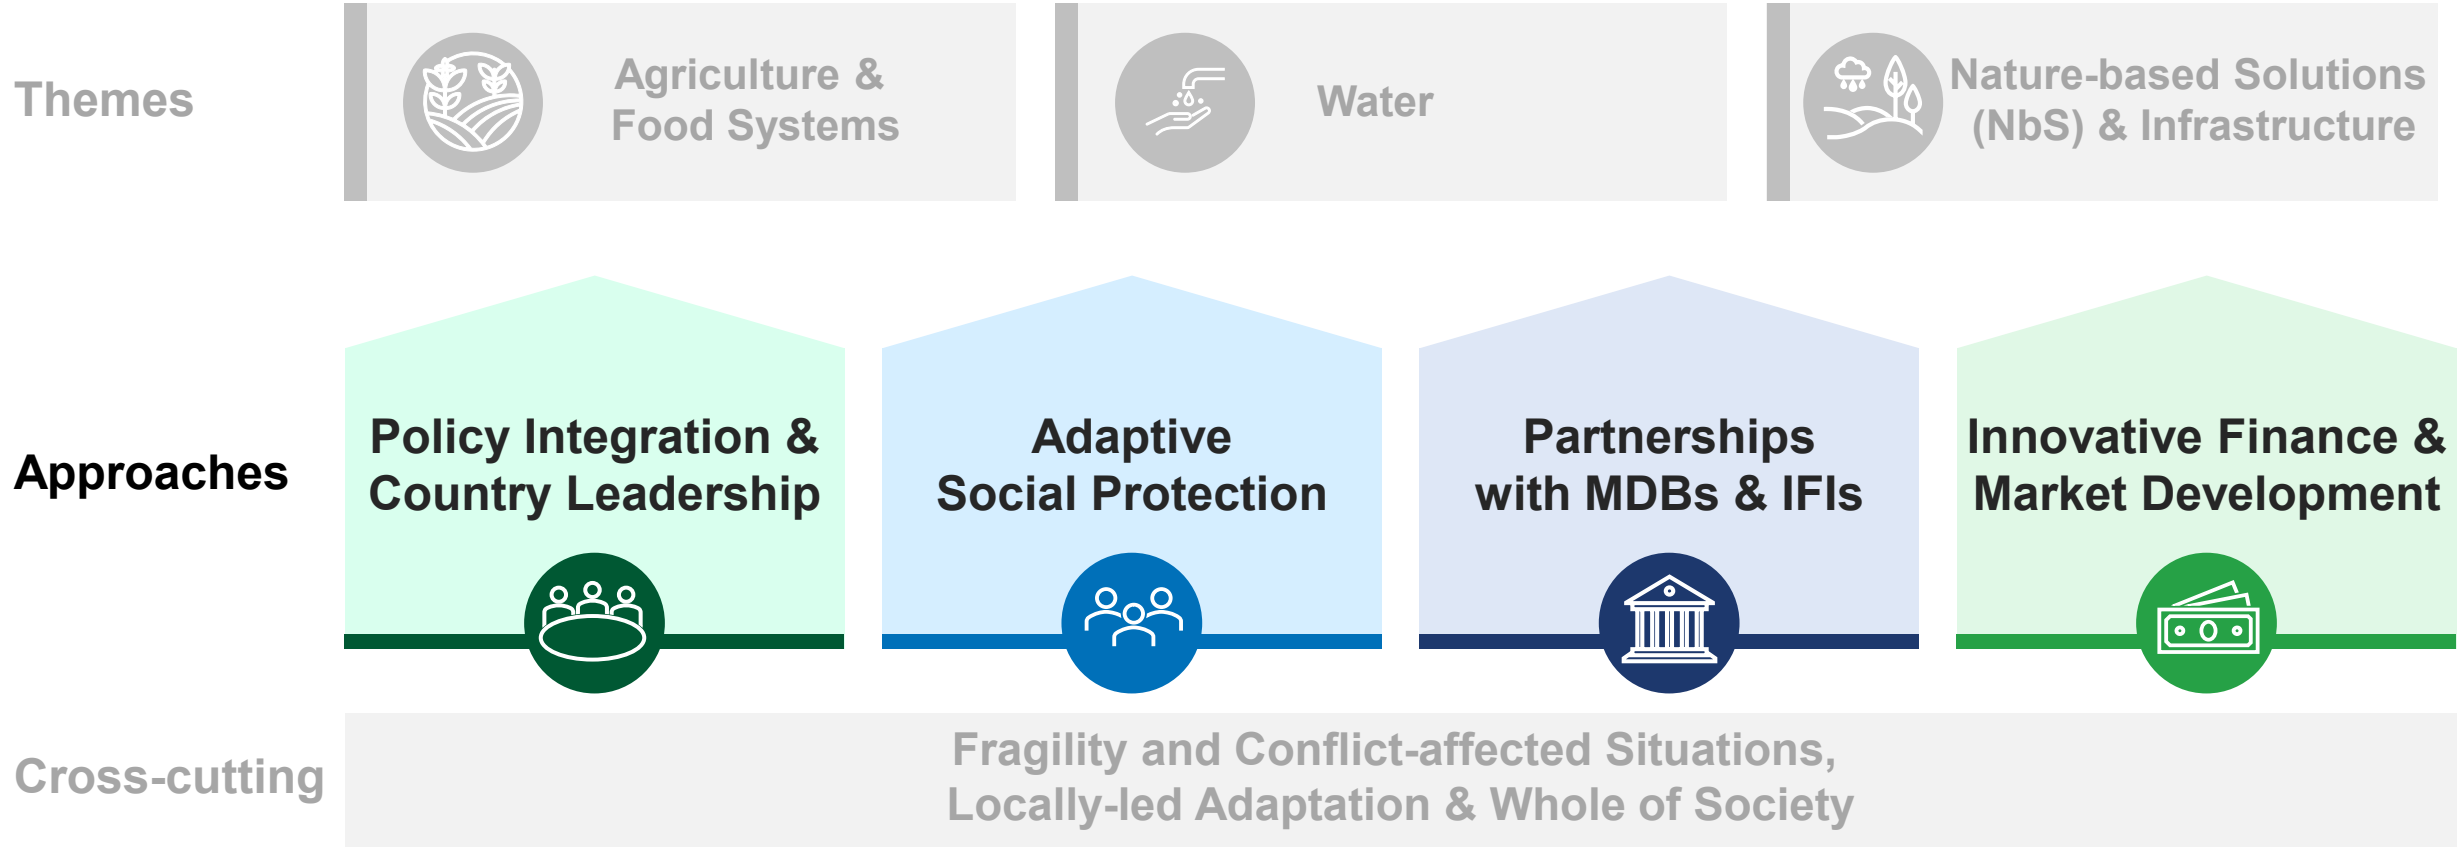 Themes
Agriculture &
Food Systems
Water
Nature-based Solutions
(NbS) & Infrastructure
Approaches
Policy Integration &
Country Leadership
Adaptive
Social Protection
Partnerships
with MDBs & IFIs
Innovative Finance &
Market Development
Cross-cutting
Fragility and Conflict-affected Situations,
Locally-led Adaptation & Whole of Society